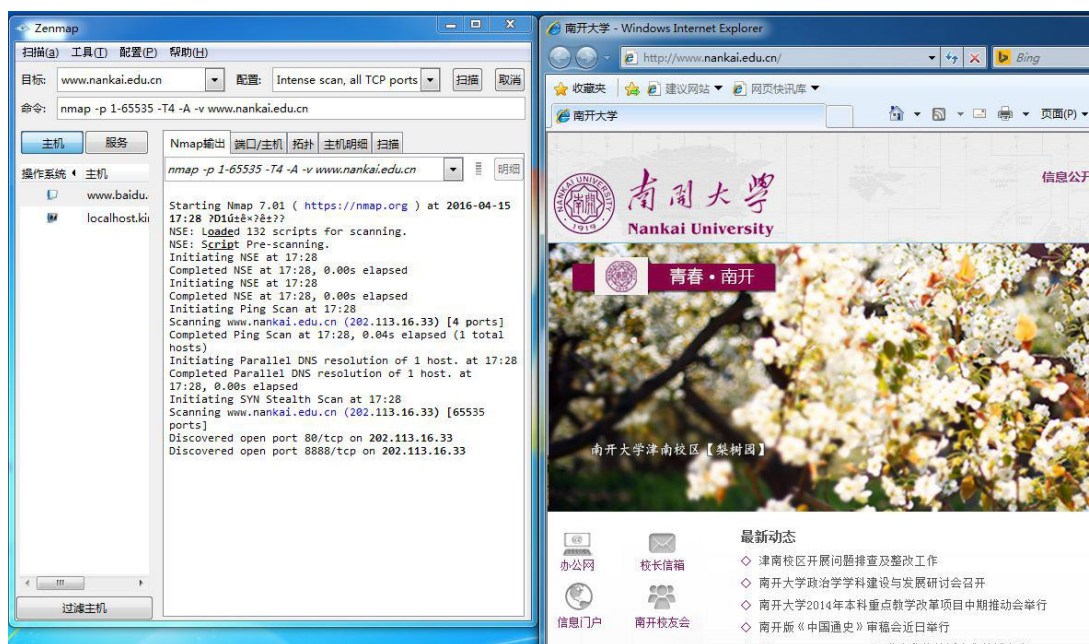 Zenmap
扫描(a) 工具(T) 配置(P) 帮助(H)
目标: www.nankai.edu.cn 配置: Intense scan, all TCP ports 扫描 取消
命令: nmap -p 1-65535 -T4 -A -v www.nankai.edu.cn
主机 服务
Nmap输出 端口/主机 拓扑 主机明细 扫描
操作系统 主机
nmap -p 1-65535 -T4 -A -v www.nankai.edu.cn 明细
www.baidu.
localhost.kin
Starting Nmap 7.01 ( https://nmap.org ) at 2016-04-15
17:28 ?D1ú±ê×?ê±??
NSE: Loaded 132 scripts for scanning.
NSE: Script Pre-scanning.
Initiating NSE at 17:28
Completed NSE at 17:28, 0.00s elapsed
Initiating NSE at 17:28
Completed NSE at 17:28, 0.00s elapsed
Initiating Ping Scan at 17:28
Scanning www.nankai.edu.cn (202.113.16.33) [4 ports]
Completed Ping Scan at 17:28, 0.04s elapsed (1 total
hosts)
Initiating Parallel DNS resolution of 1 host. at 17:28
Completed Parallel DNS resolution of 1 host. at
17:28, 0.00s elapsed
Initiating SYN Stealth Scan at 17:28
Scanning www.nankai.edu.cn (202.113.16.33) [65535
ports]
Discovered open port 80/tcp on 202.113.16.33
Discovered open port 8888/tcp on 202.113.16.33
过滤主机
南开大学 - Windows Internet Explorer
http://www.nankai.edu.cn/ Bing
收藏夹 建议网站 网页快讯库
南开大学 页面(P)
信息公开
南开大学
Nankai University
NANKAI UNIVERSITY
南開
1919
青春·南开
南开大学津南校区【梨树园】
办公网 校长信箱
信息门户 南开校友会
最新动态
津南校区开展问题排查及整改工作
南开大学政治学学科建设与发展研讨会召开
南开大学2014年本科重点教学改革项目中期推动会举行
南开版《中国通史》审稿会近日举行